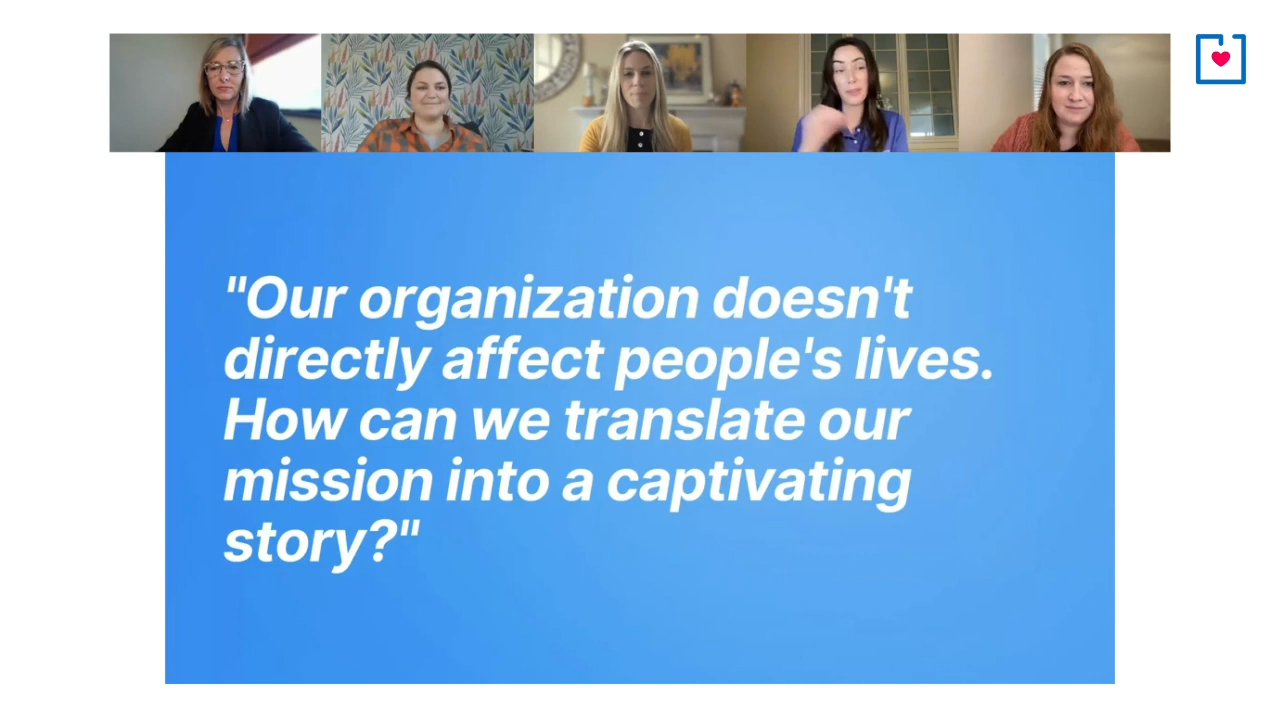 "Our organization doesn't
directly affect people's lives.
How can we translate our
mission into a captivating
story?"